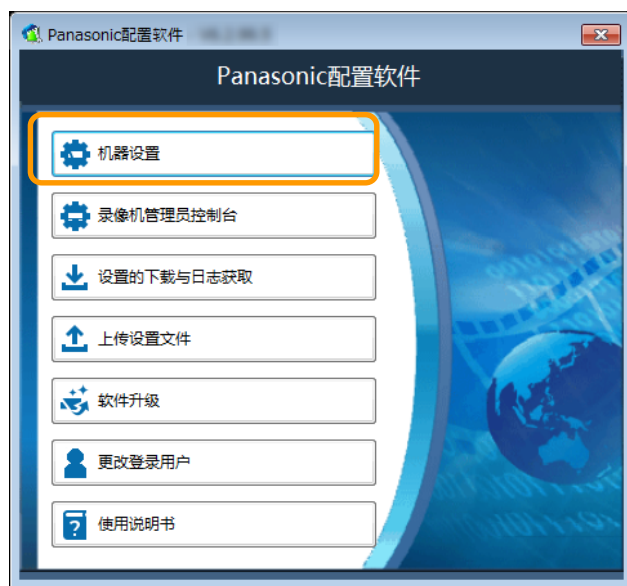 Panasonic配置软件
Panasonic配置软件
机器设置
录像机管理员控制台
设置的下载与日志获取
上传设置文件
软件升级
更改登录用户
使用说明书